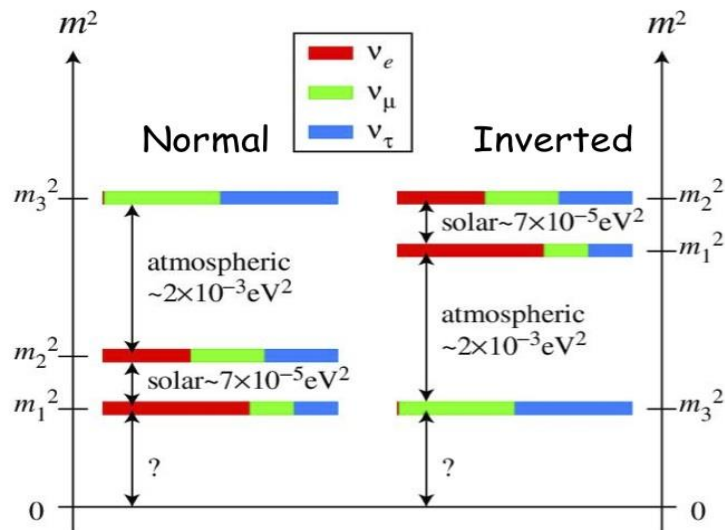 m²
m²
νₑ
ν_μ
ν_τ
Normal
Inverted
m₃²
m₂²
solar~7×10⁻⁵eV²
m₁²
atmospheric
~2×10⁻³eV²
atmospheric
~2×10⁻³eV²
m₂²
solar~7×10⁻⁵eV²
m₁²
m₃²
?
?
0
0